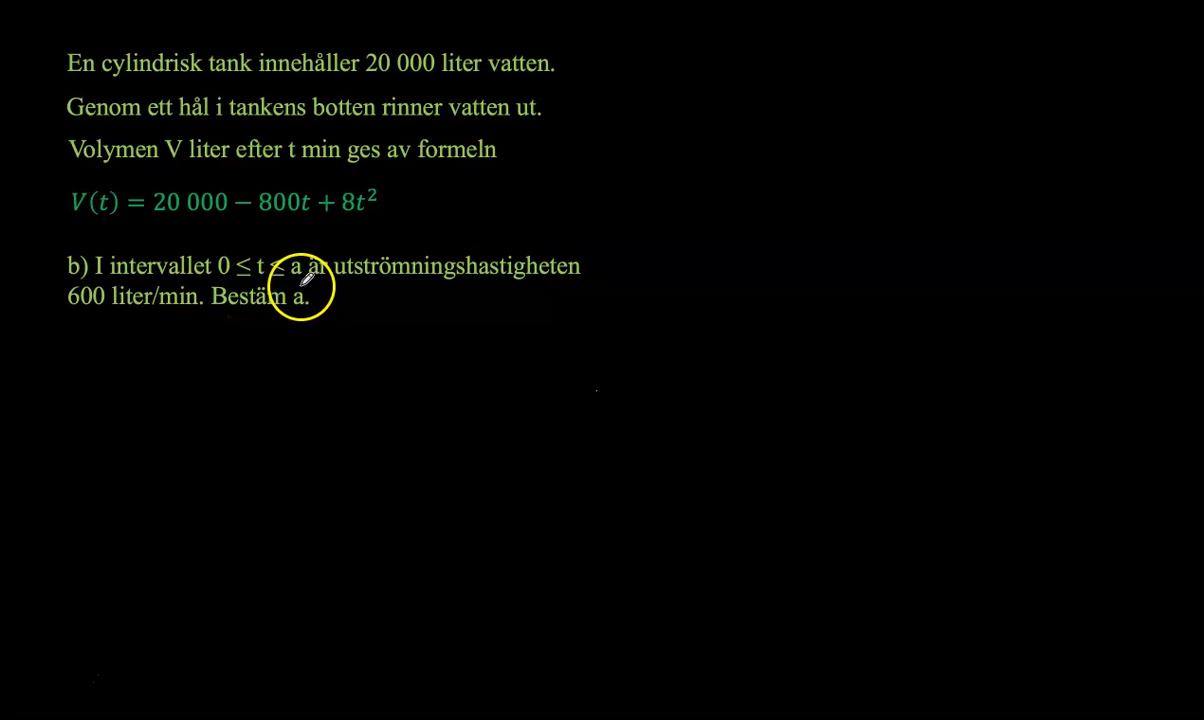 En cylindrisk tank innehåller 20 000 liter vatten.
Genom ett hål i tankens botten rinner vatten ut.
Volymen V liter efter t min ges av formeln
V(t) = 20 000 − 800t + 8t²
b) I intervallet 0 ≤ t ≤ a är utströmningshastigheten
600 liter/min. Bestäm a.